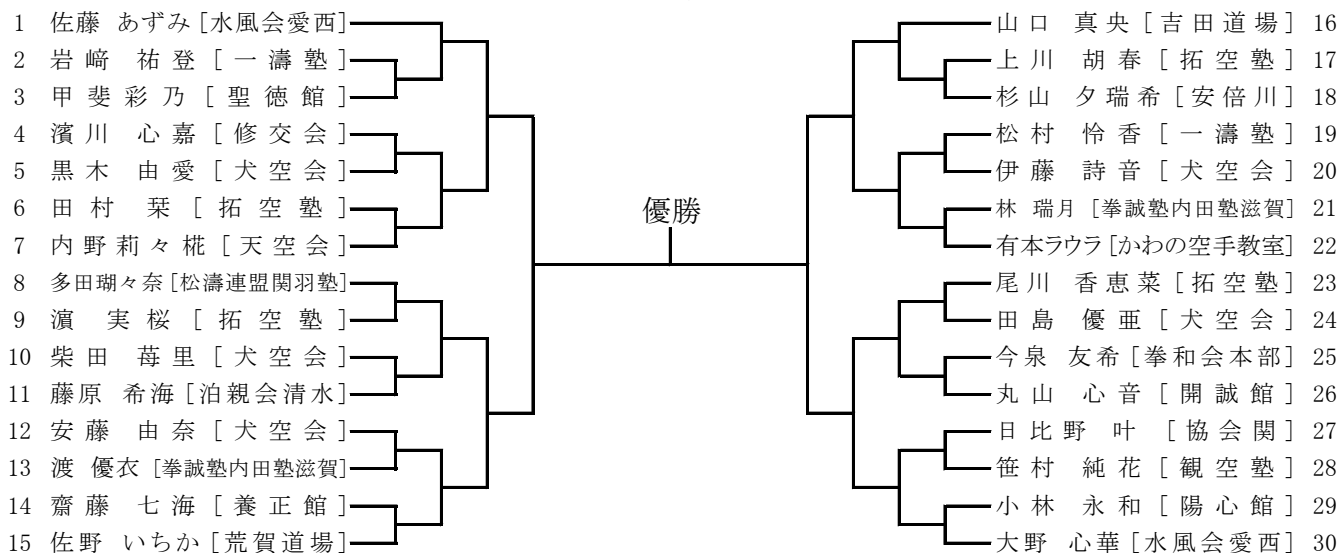 1 佐藤 あずみ [水風会愛西]
2 岩﨑 祐登 [一濤塾]
3 甲斐彩乃 [聖徳館]
4 濱川 心嘉 [修交会]
5 黒木 由愛 [犬空会]
6 田村 栞 [拓空塾]
7 内野莉々椛 [天空会]
8 多田瑚々奈 [松濤連盟関羽塾]
9 濵 実桜 [拓空塾]
10 柴田 苺里 [犬空会]
11 藤原 希海 [泊親会清水]
12 安藤 由奈 [犬空会]
13 渡 優衣 [拳誠塾内田塾滋賀]
14 齋藤 七海 [養正館]
15 佐野 いちか [荒賀道場]
優勝
山口 真央 [吉田道場] 16
上川 胡春 [拓空塾] 17
杉山 夕瑞希 [安倍川] 18
松村 怜香 [一濤塾] 19
伊藤 詩音 [犬空会] 20
林 瑞月 [拳誠塾内田塾滋賀] 21
有本ラウラ [かわの空手教室] 22
尾川 香恵菜 [拓空塾] 23
田島 優亜 [犬空会] 24
今泉 友希 [拳和会本部] 25
丸山 心音 [開誠館] 26
日比野 叶 [協会関] 27
笹村 純花 [観空塾] 28
小林 永和 [陽心館] 29
大野 心華 [水風会愛西] 30